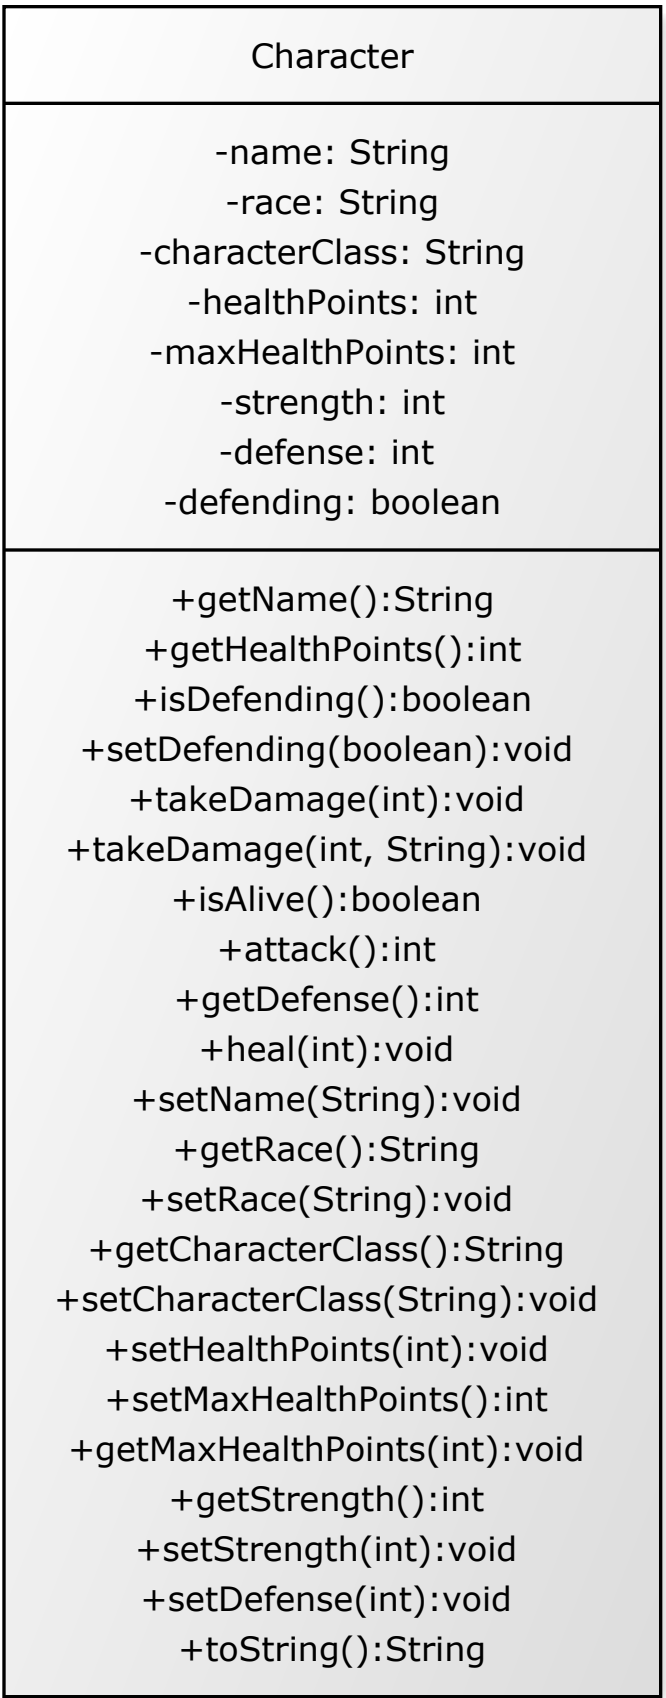 Character
-name: String
-race: String
-characterClass: String
-healthPoints: int
-maxHealthPoints: int
-strength: int
-defense: int
-defending: boolean
+getName():String
+getHealthPoints():int
+isDefending():boolean
+setDefending(boolean):void
+takeDamage(int):void
+takeDamage(int, String):void
+isAlive():boolean
+attack():int
+getDefense():int
+heal(int):void
+setName(String):void
+getRace():String
+setRace(String):void
+getCharacterClass():String
+setCharacterClass(String):void
+setHealthPoints(int):void
+setMaxHealthPoints():int
+getMaxHealthPoints(int):void
+getStrength():int
+setStrength(int):void
+setDefense(int):void
+toString():String